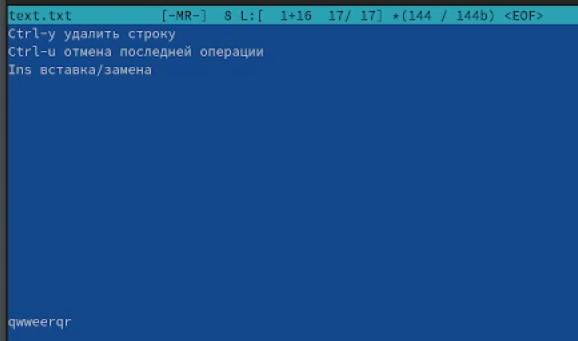 text.txt [-MR-] 8 L:[ 1+16 17/ 17] *(144 / 144b) <EOF>
Ctrl-y удалить строку
Ctrl-u отмена последней операции
Ins вставка/замена
qwweerqr